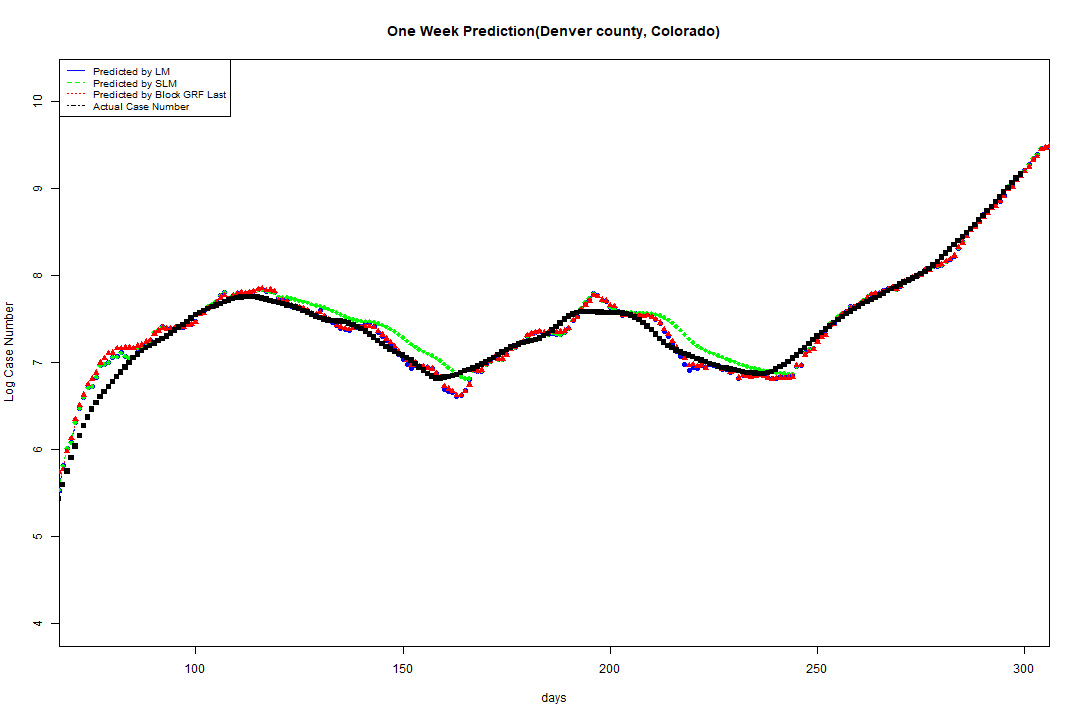 One Week Prediction(Denver county, Colorado)
Predicted by LM
Predicted by SLM
Predicted by Block GRF Last
Actual Case Number
10
9
8
7
6
5
4
Log Case Number
100 150 200 250 300
days